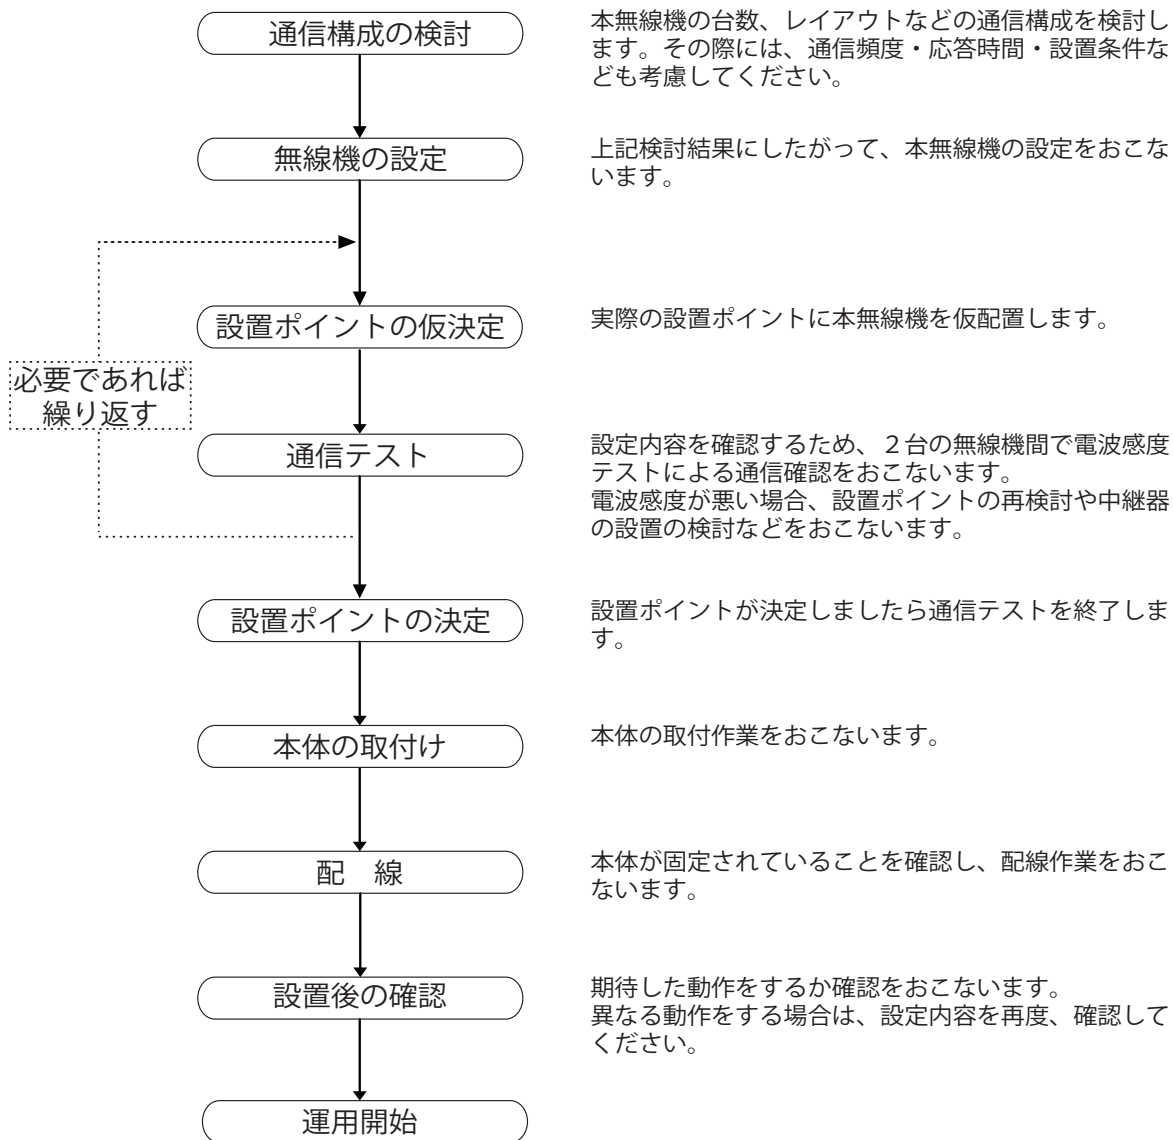 通信構成の検討
本無線機の台数、レイアウトなどの通信構成を検討し
ます。その際には、通信頻度・応答時間・設置条件な
ども考慮してください。
無線機の設定
上記検討結果にしたがって、本無線機の設定をおこな
います。
設置ポイントの仮決定
実際の設置ポイントに本無線機を仮配置します。
必要であれば
繰り返す
通信テスト
設定内容を確認するため、２台の無線機間で電波感度
テストによる通信確認をおこないます。
電波感度が悪い場合、設置ポイントの再検討や中継器
の設置の検討などをおこないます。
設置ポイントの決定
設置ポイントが決定しましたら通信テストを終了しま
す。
本体の取付け
本体の取付作業をおこないます。
配　線
本体が固定されていることを確認し、配線作業をおこ
ないます。
設置後の確認
期待した動作をするか確認をおこないます。
異なる動作をする場合は、設定内容を再度、確認して
ください。
運用開始